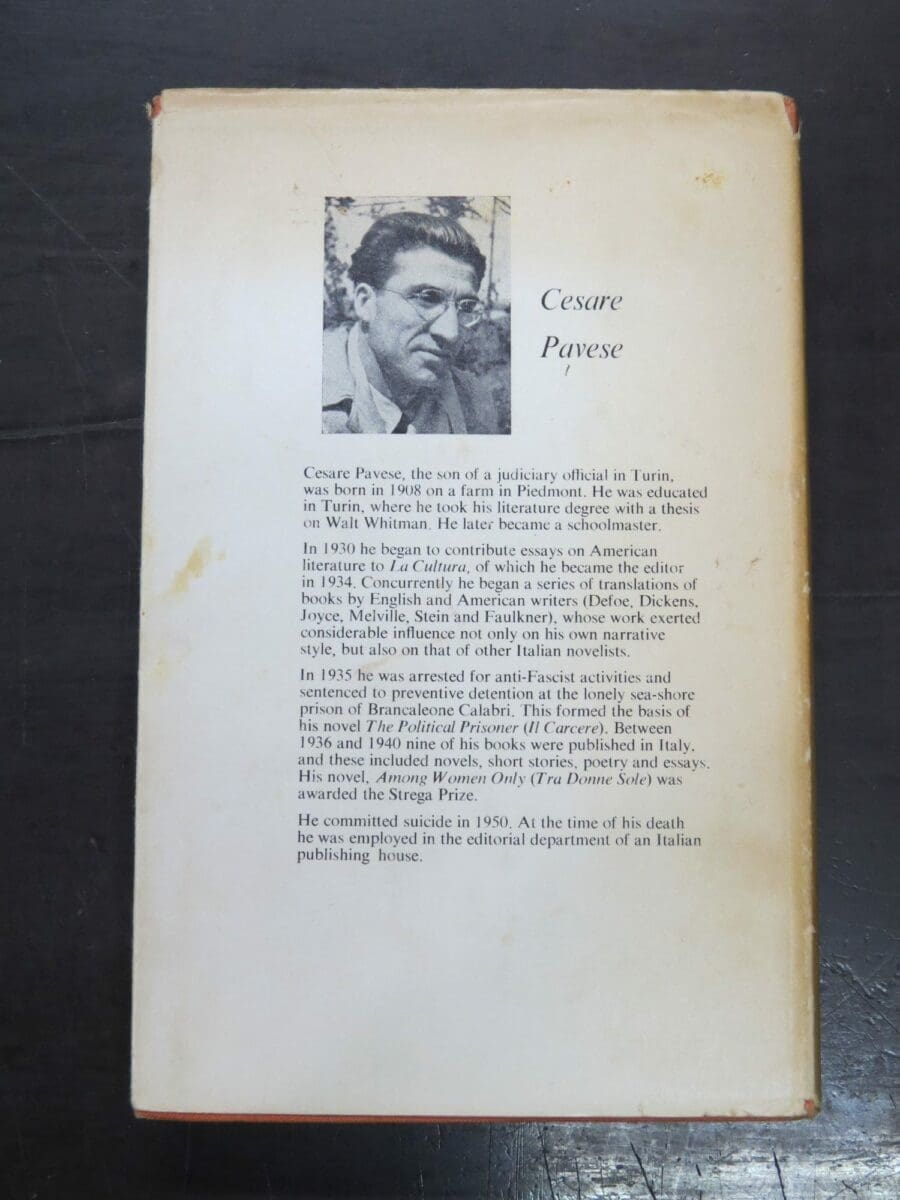 Cesare
Pavese
Cesare Pavese, the son of a judiciary official in Turin,
was born in 1908 on a farm in Piedmont. He was educated
in Turin, where he took his literature degree with a thesis
on Walt Whitman. He later became a schoolmaster.
In 1930 he began to contribute essays on American
literature to La Cultura, of which he became the editor
in 1934. Concurrently he began a series of translations of
books by English and American writers (Defoe, Dickens,
Joyce, Melville, Stein and Faulkner), whose work exerted
considerable influence not only on his own narrative
style, but also on that of other Italian novelists.
In 1935 he was arrested for anti-Fascist activities and
sentenced to preventive detention at the lonely sea-shore
prison of Brancaleone Calabri. This formed the basis of
his novel The Political Prisoner (Il Carcere). Between
1936 and 1940 nine of his books were published in Italy,
and these included novels, short stories, poetry and essays.
His novel, Among Women Only (Tra Donne Sole) was
awarded the Strega Prize.
He committed suicide in 1950. At the time of his death
he was employed in the editorial department of an Italian
publishing house.